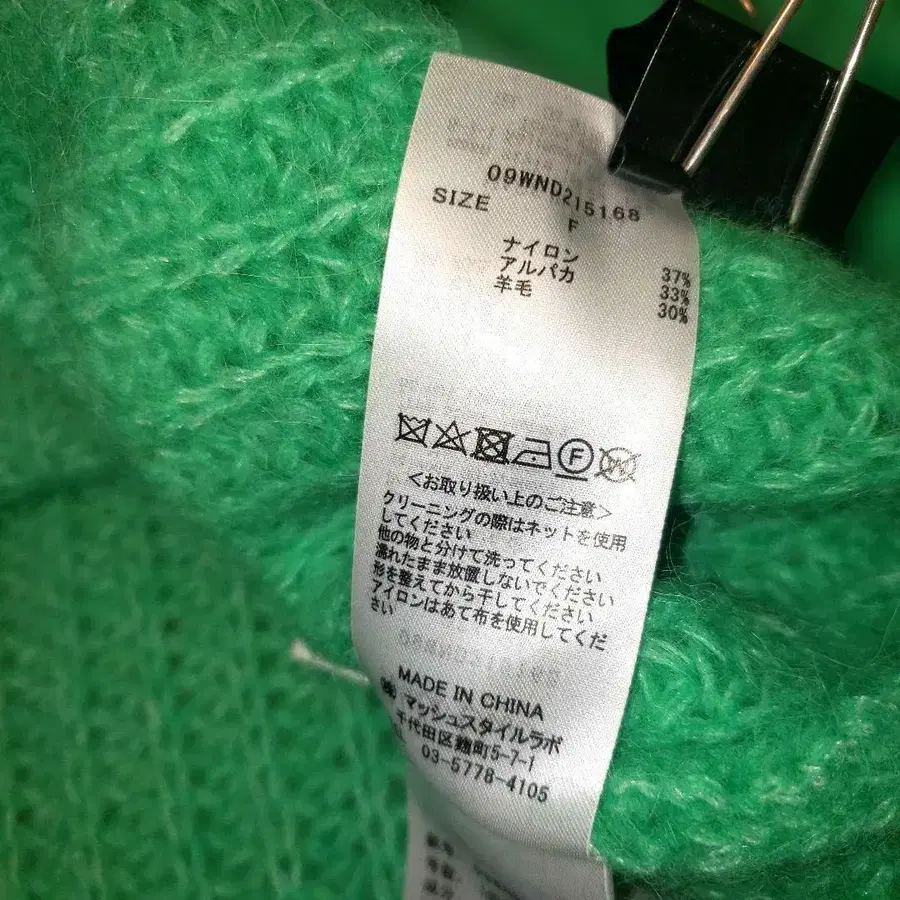 09WND215168
SIZE F
ナイロン 37%
アルパカ 33%
羊毛 30%
F
W
<お取り扱い上のご注意>
クリーニングの際はネットを使用
してください
他の物と分けて洗ってください
濡れたまま放置しないでください
形を整えてから干してください
アイロンはあて布を使用してくだ
さい
MADE IN CHINA
㈱マッシュスタイルラボ
千代田区麹町5-7-1
03-5778-4105